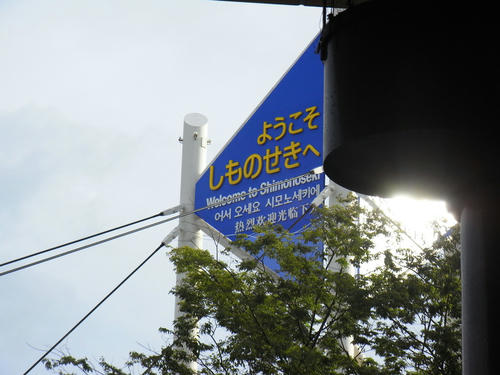 ようこそ
しものせきへ
Welcome to Shimonoseki
어서 오세요 시모노세키에
热烈欢迎光临下